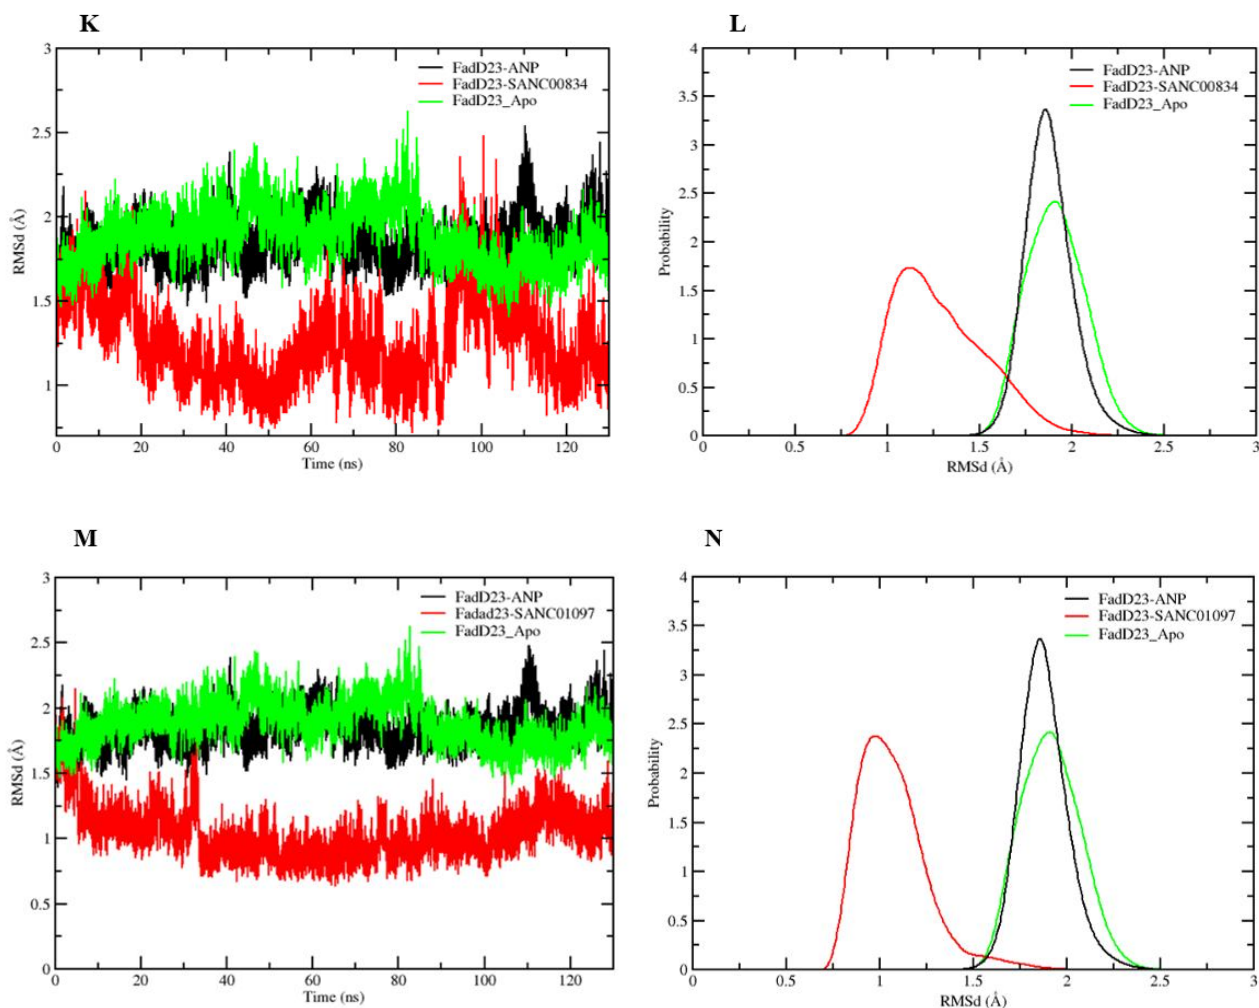 K
3
2.5
2
1.5
1
RMSd (Å)
FadD23-ANP
FadD23-SANC00834
FadD23_Apo
0 20 40 60 80 100 120
Time (ns)
L
4
3.5
3
2.5
2
1.5
1
0.5
0
Probability
FadD23-ANP
FadD23-SANC00834
FadD23_Apo
0 0.5 1 1.5 2 2.5 3
RMSd (Å)
M
3
2.5
2
1.5
1
0.5
0
RMSd (Å)
FadD23-ANP
Fadad23-SANC01097
FadD23_Apo
0 20 40 60 80 100 120
Time (ns)
N
4
3.5
3
2.5
2
1.5
1
0.5
0
Probability
FadD23-ANP
FadD23-SANC01097
FadD23_Apo
0 0.5 1 1.5 2 2.5 3
RMSd (Å)